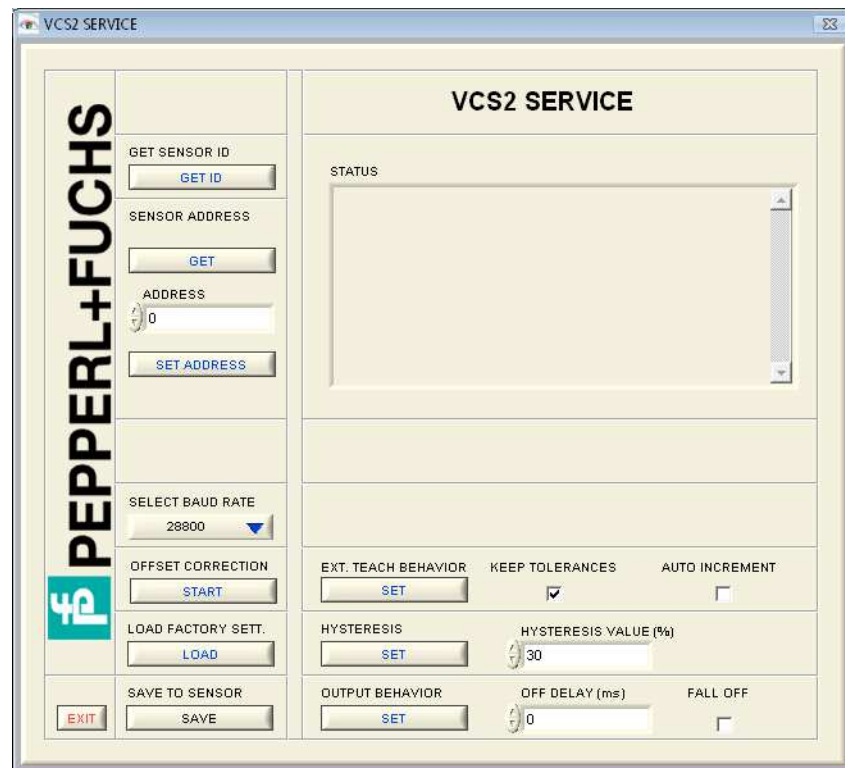 VCS2 SERVICE
PEPPERL+FUCHS
VCS2 SERVICE
GET SENSOR ID
GET ID
STATUS
SENSOR ADDRESS
GET
ADDRESS
0
SET ADDRESS
SELECT BAUD RATE
28800
OFFSET CORRECTION
START
EXT. TEACH BEHAVIOR
SET
KEEP TOLERANCES
AUTO INCREMENT
LOAD FACTORY SETT.
LOAD
HYSTERESIS
SET
HYSTERESIS VALUE (%)
30
EXIT
SAVE TO SENSOR
SAVE
OUTPUT BEHAVIOR
SET
OFF DELAY (ms)
0
FALL OFF